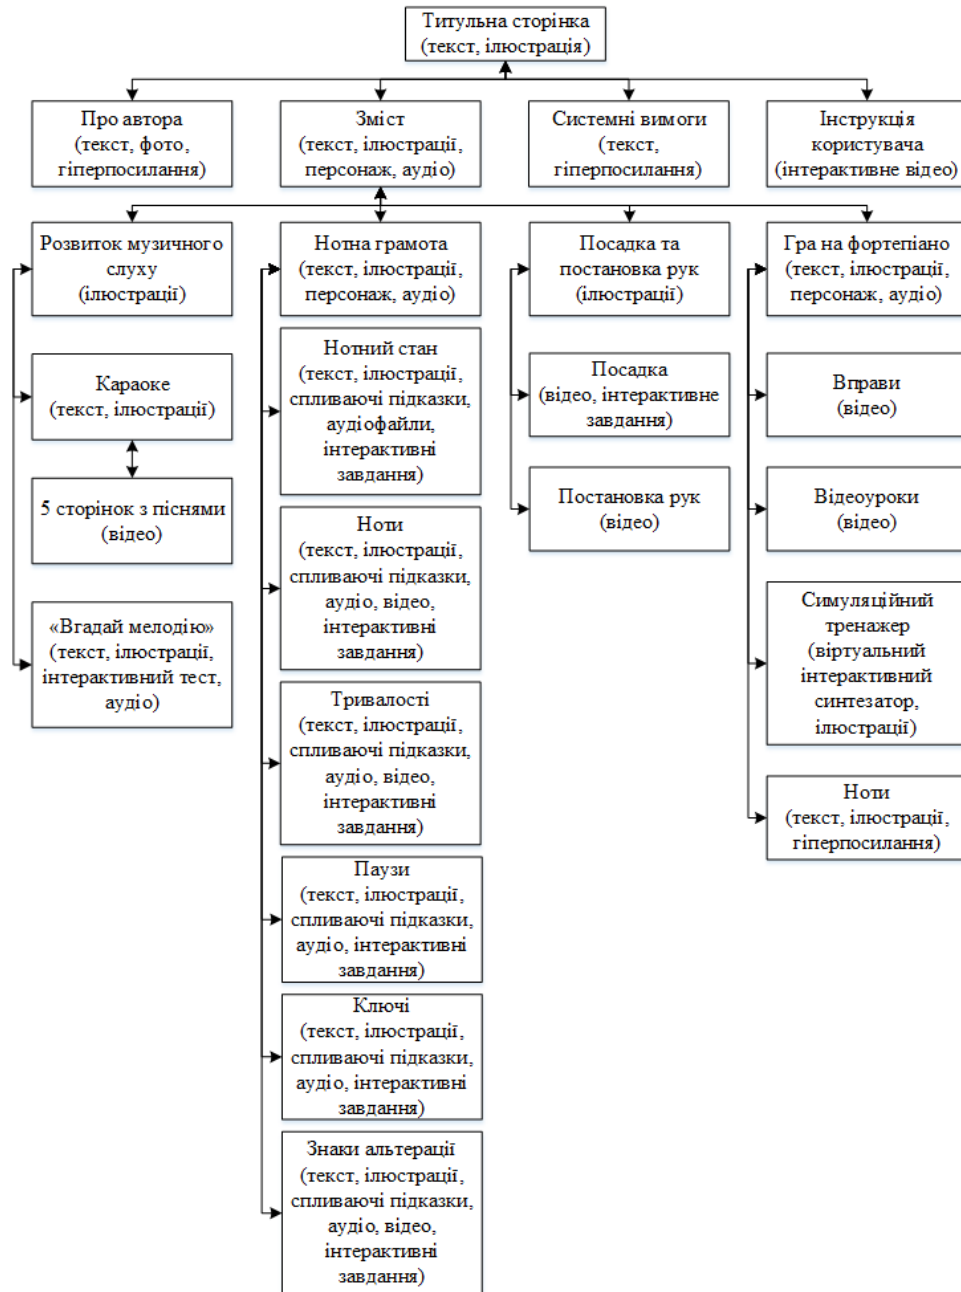 Титульна сторінка
(текст, ілюстрація)
Про автора
(текст, фото,
гіперпосилання)
Зміст
(текст, ілюстрації,
персонаж, аудіо)
Системні вимоги
(текст,
гіперпосилання)
Інструкція
користувача
(інтерактивне відео)
Розвиток музичного
слуху
(ілюстрації)
Караоке
(текст, ілюстрації)
5 сторінок з піснями
(відео)
«Вгадай мелодію»
(текст, ілюстрації,
інтерактивний тест,
аудіо)
Нотна грамота
(текст, ілюстрації,
персонаж, аудіо)
Нотний стан
(текст, ілюстрації,
спливаючі підказки,
аудіофайли,
інтерактивні
завдання)
Ноти
(текст, ілюстрації,
спливаючі підказки,
аудіо, відео,
інтерактивні
завдання)
Тривалості
(текст, ілюстрації,
спливаючі підказки,
аудіо, відео,
інтерактивні
завдання)
Паузи
(текст, ілюстрації,
спливаючі підказки,
аудіо, інтерактивні
завдання)
Ключі
(текст, ілюстрації,
спливаючі підказки,
аудіо, інтерактивні
завдання)
Знаки альтерації
(текст, ілюстрації,
спливаючі підказки,
аудіо, відео,
інтерактивні
завдання)
Посадка та
постановка рук
(ілюстрації)
Посадка
(відео, інтерактивне
завдання)
Постановка рук
(відео)
Гра на фортепіано
(текст, ілюстрації,
персонаж, аудіо)
Вправи
(відео)
Відеоуроки
(відео)
Симуляційний
тренажер
(віртуальний
інтерактивний
синтезатор,
ілюстрації)
Ноти
(текст, ілюстрації,
гіперпосилання)